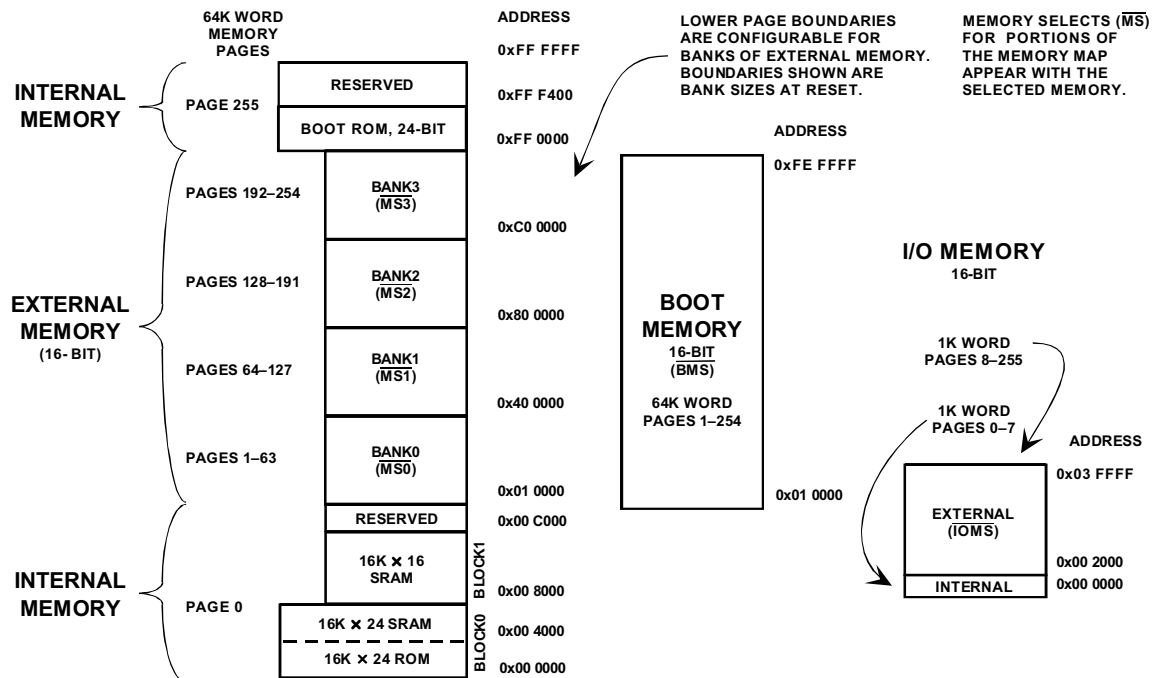 64K WORD
MEMORY
PAGES
ADDRESS
0xFF FFFF
INTERNAL
MEMORY
PAGE 255
RESERVED
0xFF F400
BOOT ROM, 24-BIT
0xFF 0000
EXTERNAL
MEMORY
(16- BIT)
PAGES 192–254
BANK3
(MS3)
0xC0 0000
PAGES 128–191
BANK2
(MS2)
0x80 0000
PAGES 64–127
BANK1
(MS1)
0x40 0000
PAGES 1–63
BANK0
(MS0)
0x01 0000
INTERNAL
MEMORY
PAGE 0
RESERVED
0x00 C000
16K × 16
SRAM
BLOCK1
0x00 8000
16K × 24 SRAM
0x00 4000
BLOCK0
16K × 24 ROM
0x00 0000
LOWER PAGE BOUNDARIES
ARE CONFIGURABLE FOR
BANKS OF EXTERNAL MEMORY.
BOUNDARIES SHOWN ARE
BANK SIZES AT RESET.
MEMORY SELECTS (MS)
FOR PORTIONS OF
THE MEMORY MAP
APPEAR WITH THE
SELECTED MEMORY.
ADDRESS
0xFE FFFF
BOOT
MEMORY
16-BIT
(BMS)
64K WORD
PAGES 1–254
0x01 0000
I/O MEMORY
16-BIT
1K WORD
PAGES 8–255
1K WORD
PAGES 0–7
ADDRESS
0x03 FFFF
EXTERNAL
(IOMS)
0x00 2000
INTERNAL
0x00 0000